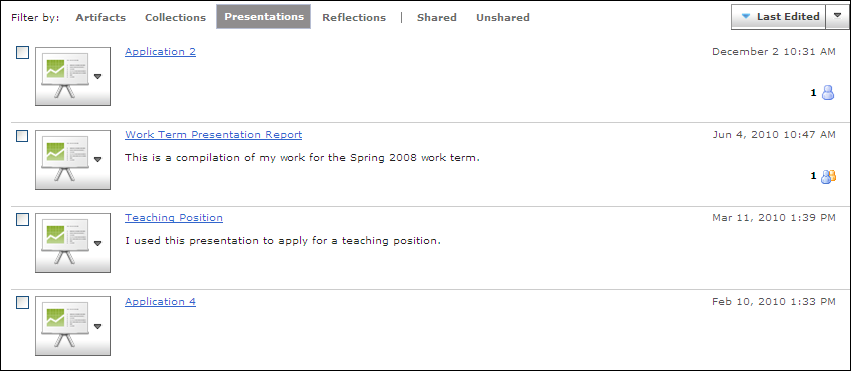 Filter by: Artifacts Collections Presentations Reflections | Shared Unshared Last Edited
Application 2 December 2 10:31 AM
1
Work Term Presentation Report Jun 4, 2010 10:47 AM
This is a compilation of my work for the Spring 2008 work term.
1
Teaching Position Mar 11, 2010 1:39 PM
I used this presentation to apply for a teaching position.
Application 4 Feb 10, 2010 1:33 PM